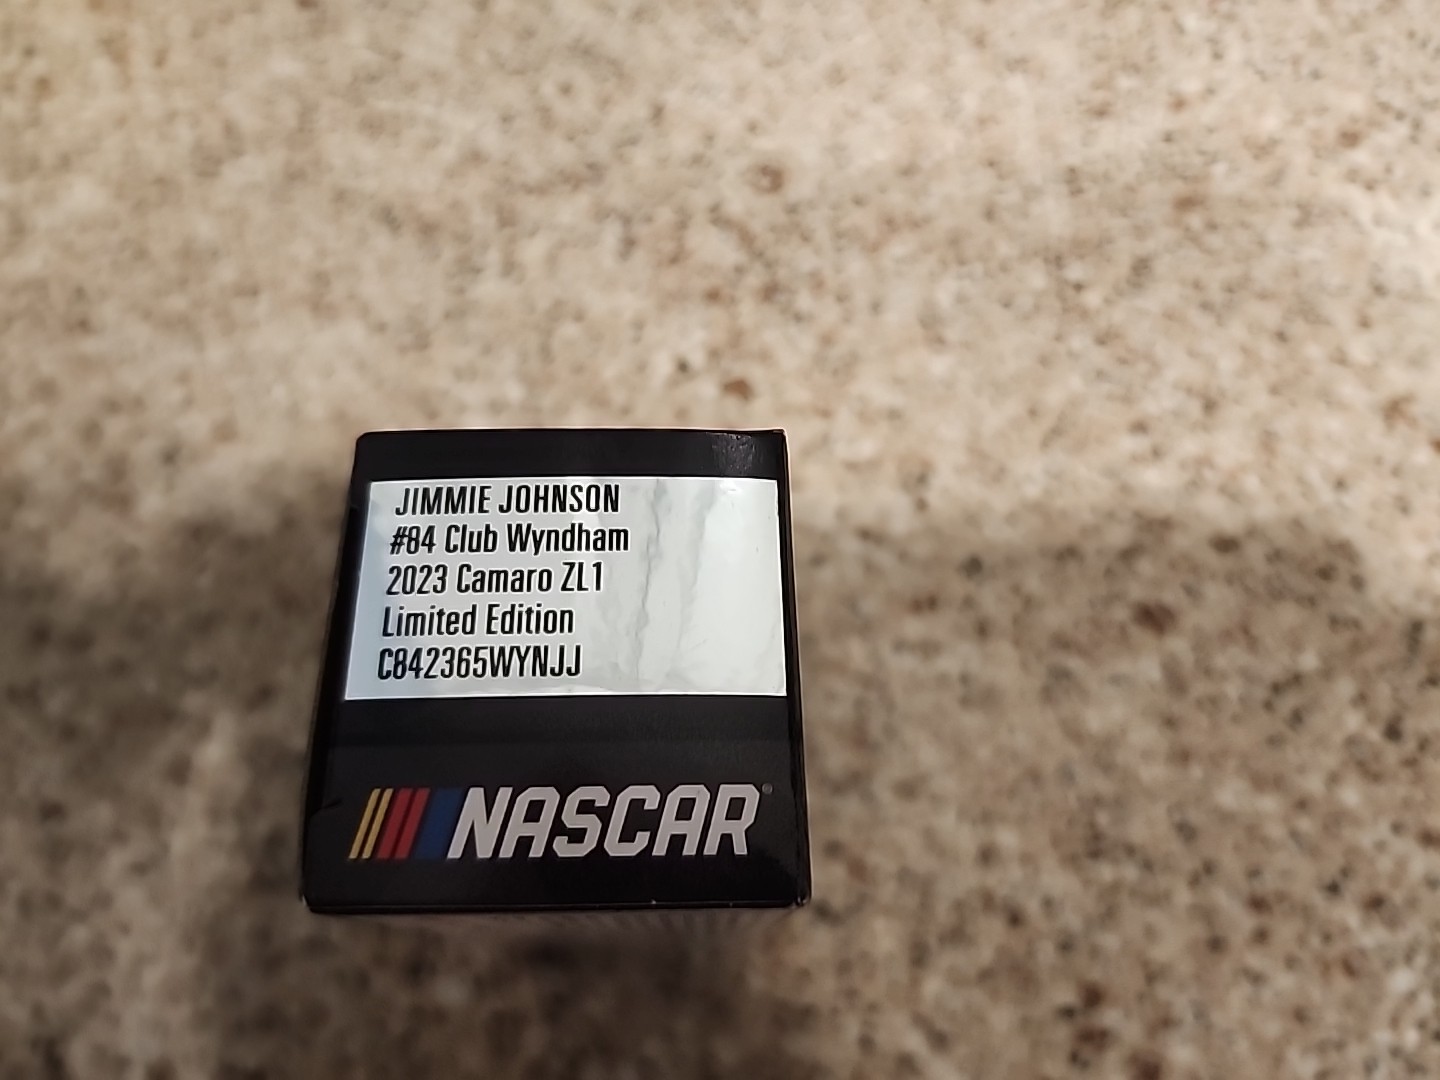 JIMMIE JOHNSON
#84 Club Wyndham
2023 Camaro ZL1
Limited Edition
C842365WYNJJ
NASCAR